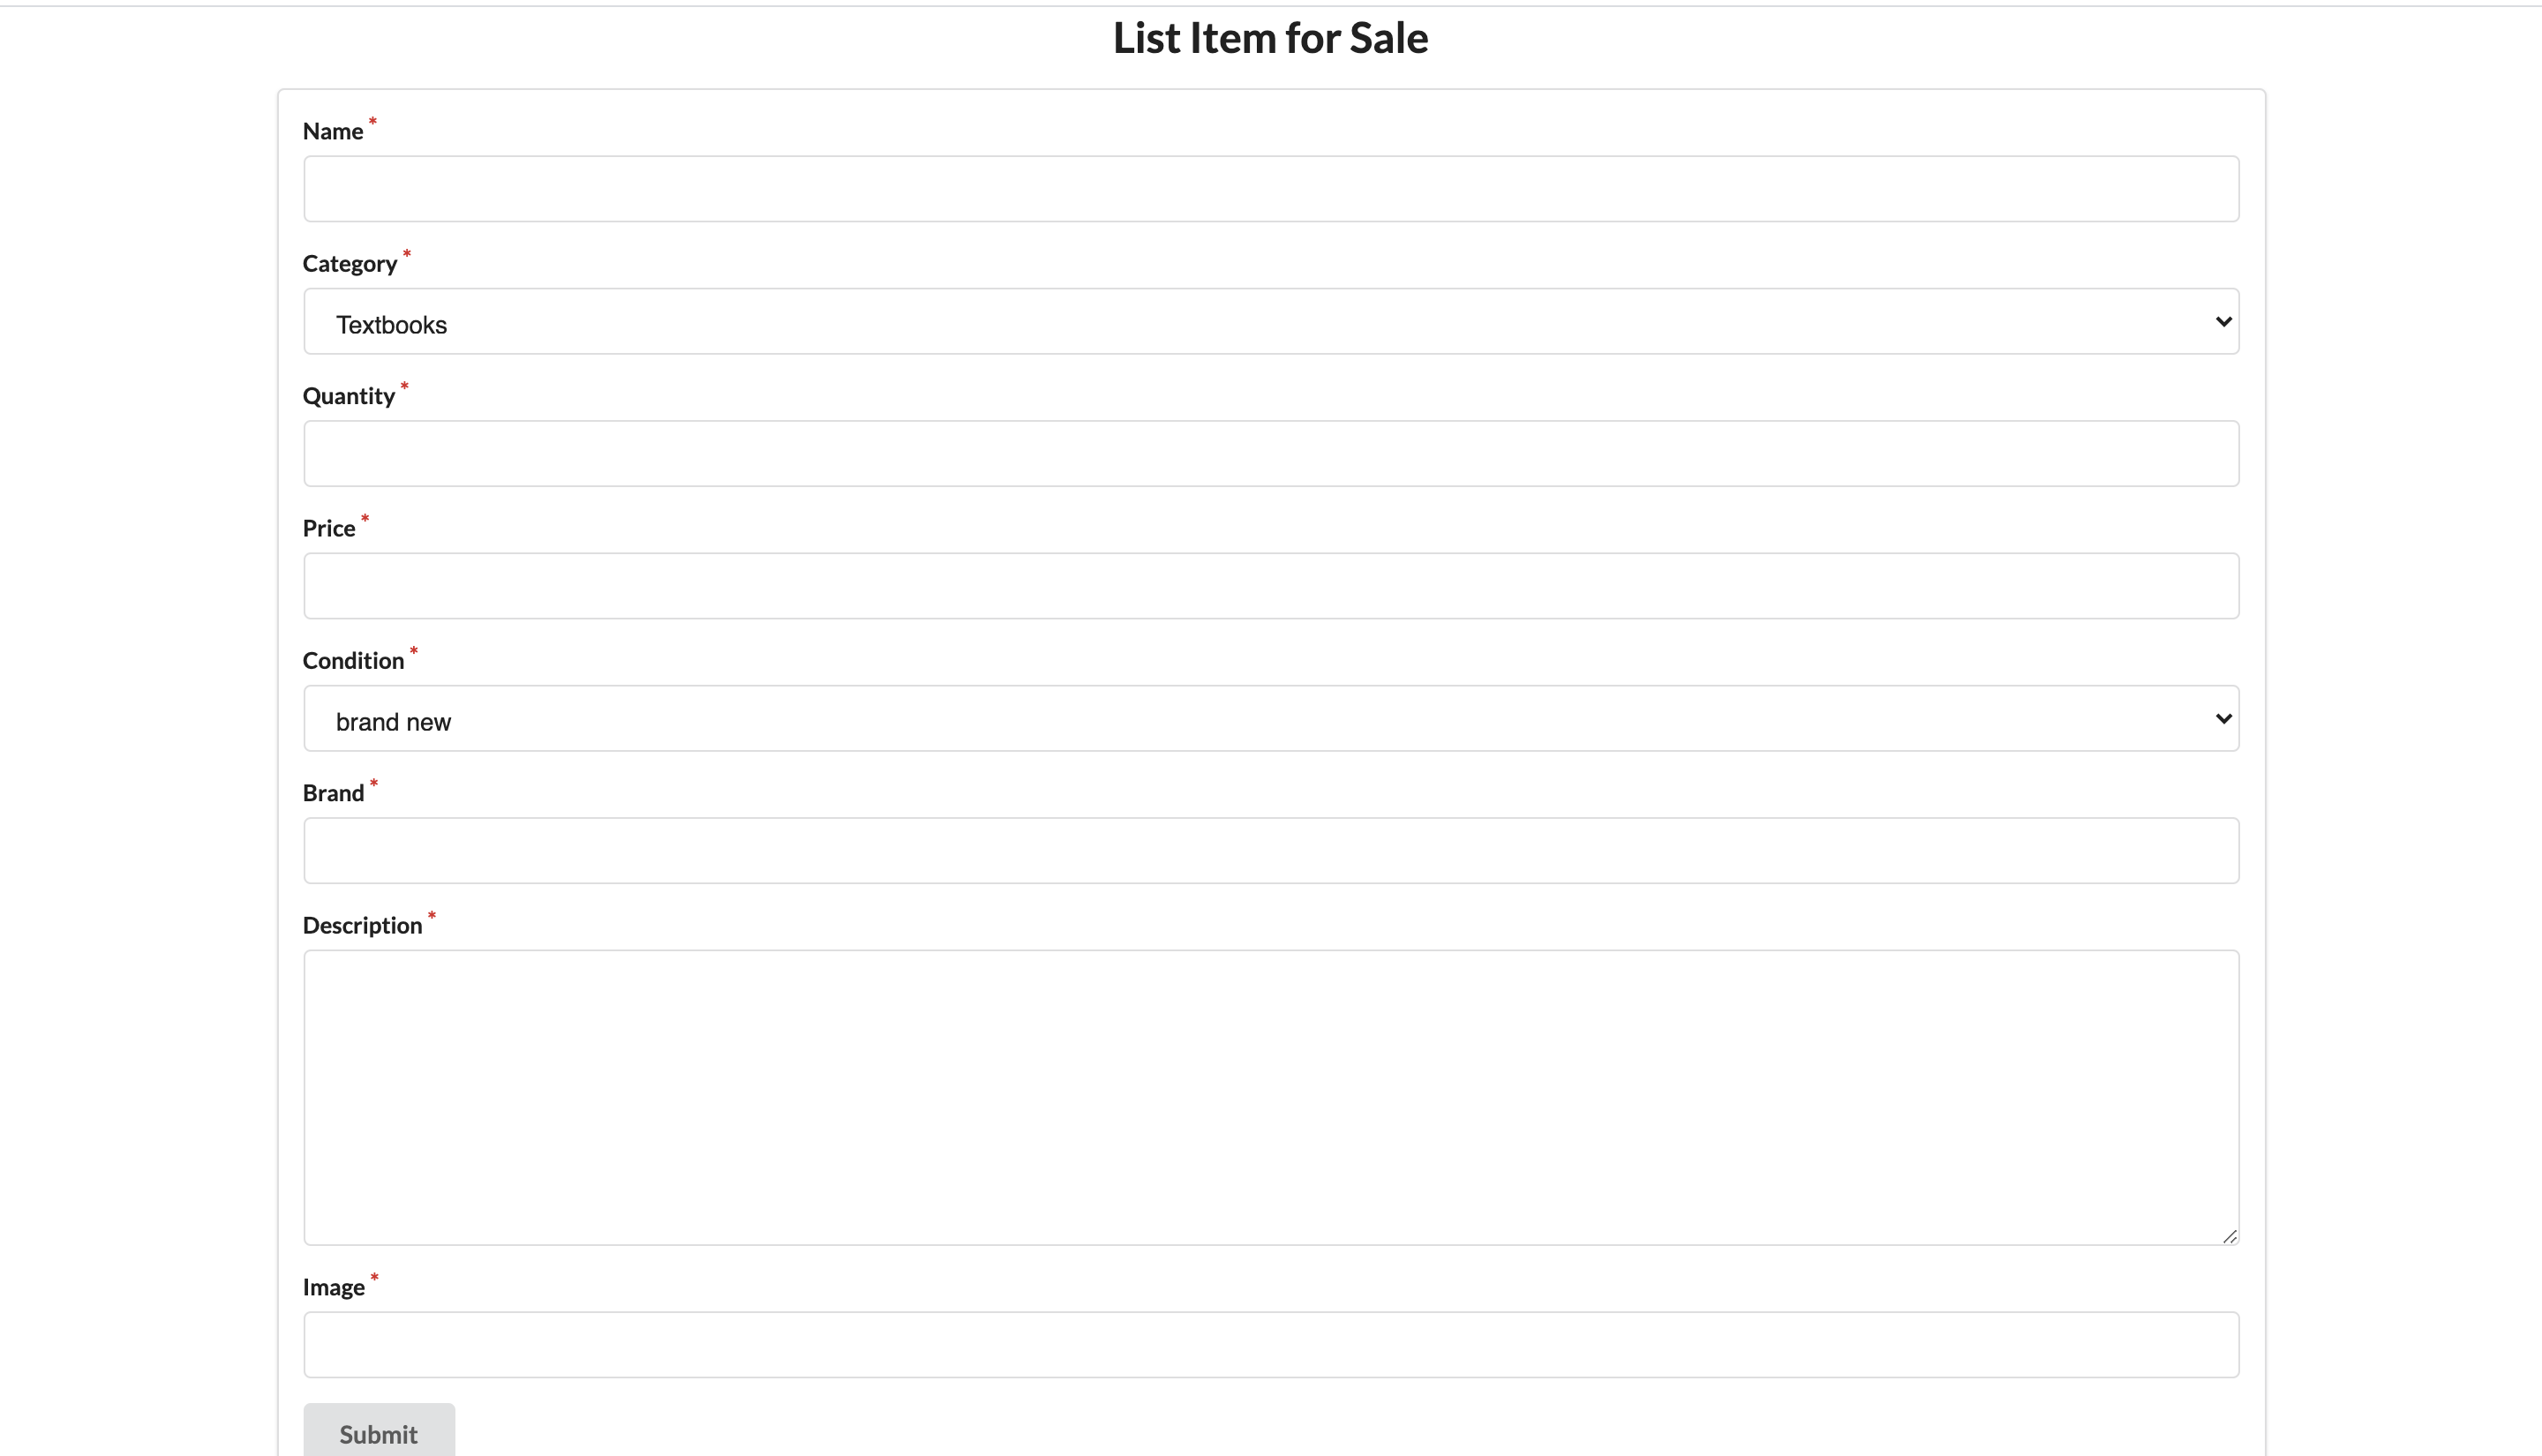 List Item for Sale
Name *
Category *
Textbooks
Quantity *
Price *
Condition *
brand new
Brand *
Description *
Image *
Submit